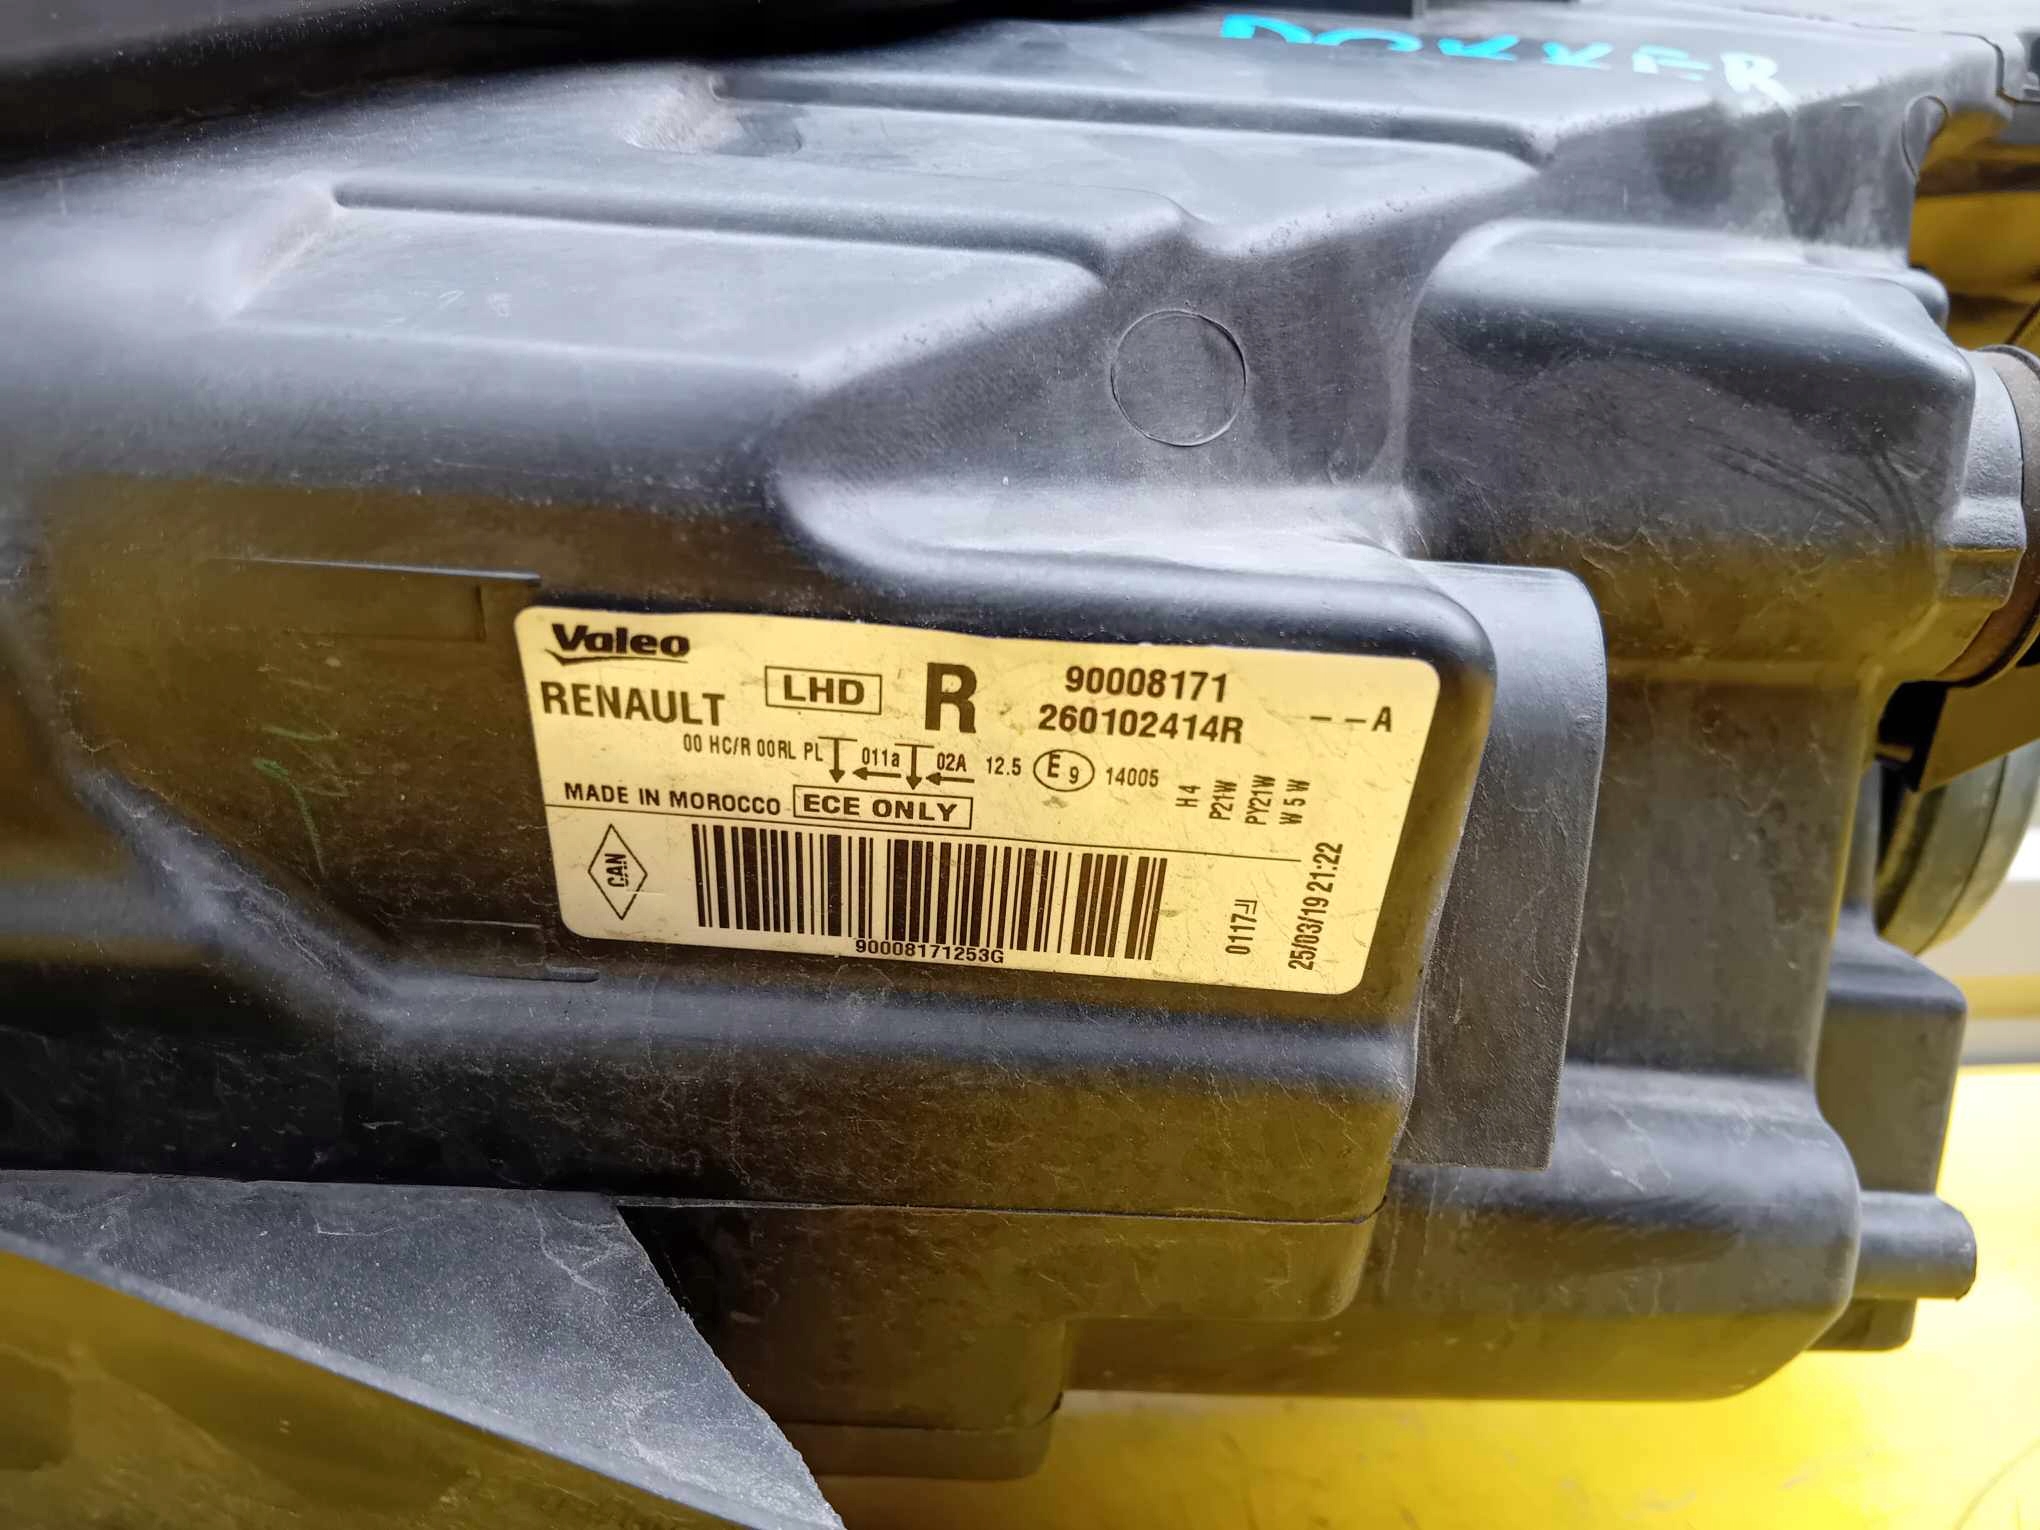 DOKKER
Valeo
RENAULT
LHD
R
90008171
260102414R
--A
00 HC/R 00RL PL 011a 02A 12.5 E9 14005
MADE IN MOROCCO ECE ONLY
H4
P21W
PY21W
W5W
CAN
90008171253G
0117
25/03/19 21:22